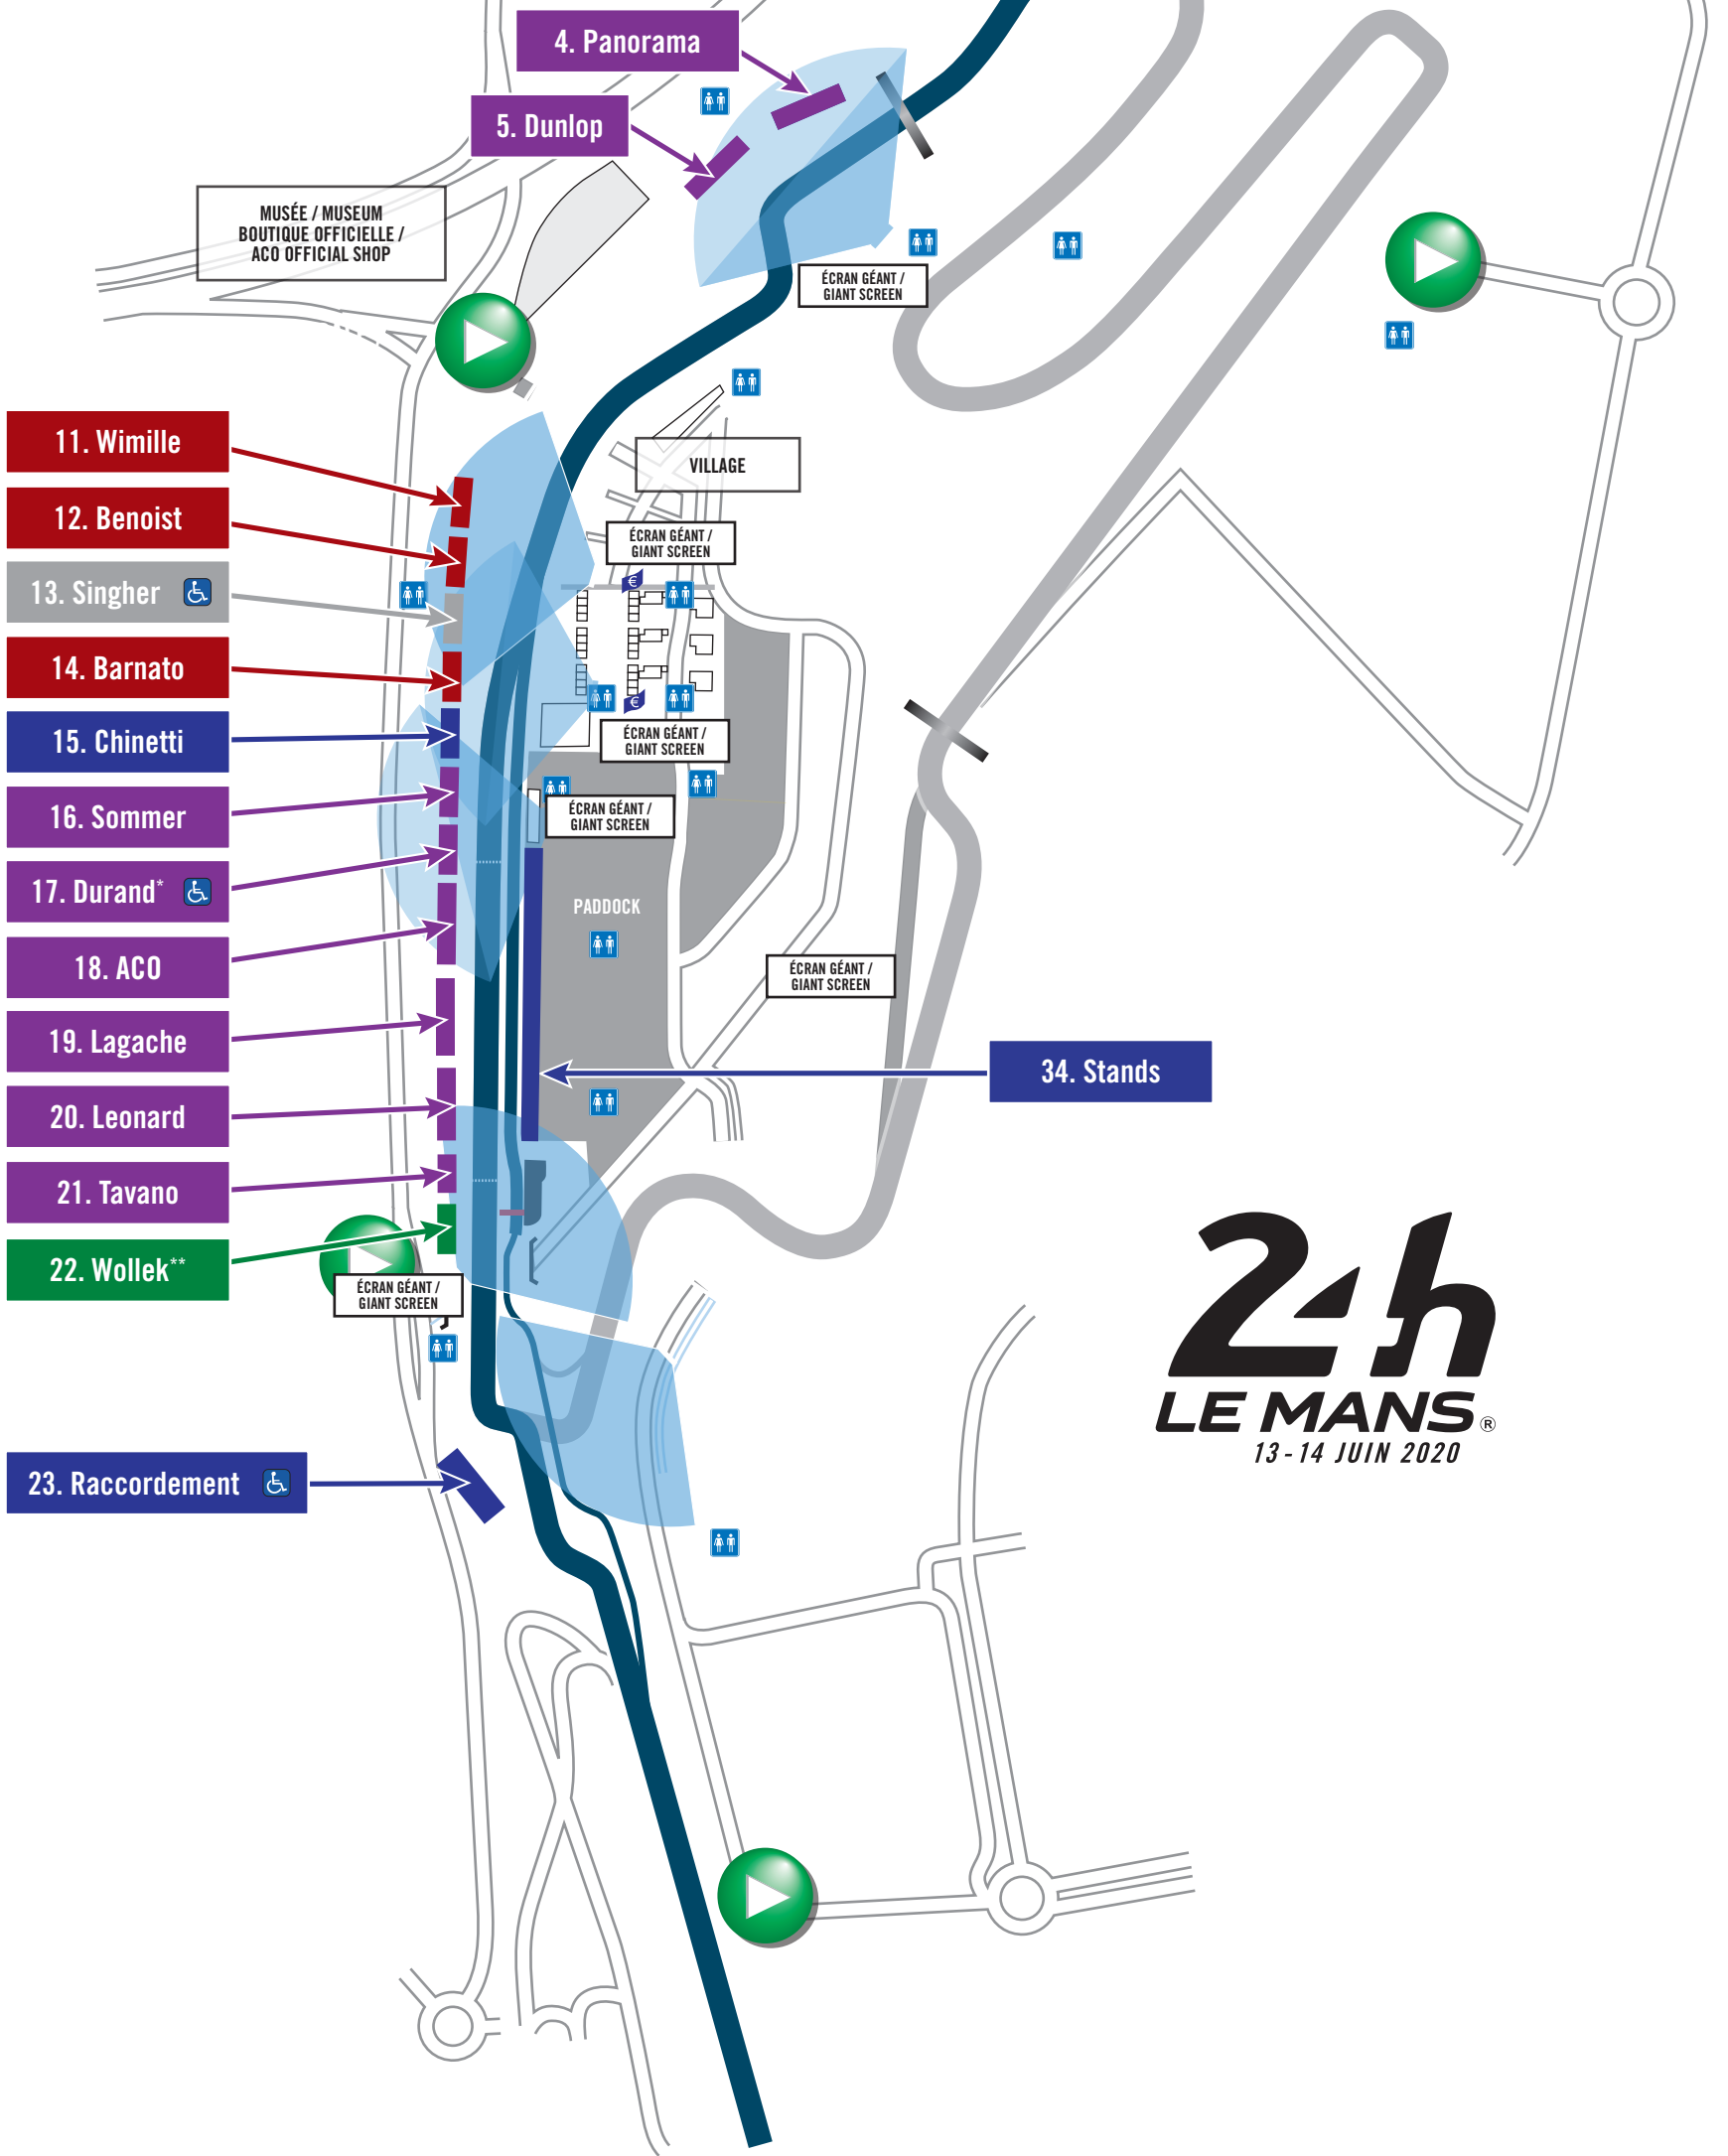 4. Panorama
5. Dunlop
MUSÉE / MUSEUM
BOUTIQUE OFFICIELLE /
ACO OFFICIAL SHOP
ÉCRAN GÉANT /
GIANT SCREEN
11. Wimille
12. Benoist
13. Singher
14. Barnato
15. Chinetti
16. Sommer
17. Durand*
18. ACO
19. Lagache
20. Leonard
21. Tavano
22. Wollek**
VILLAGE
ÉCRAN GÉANT /
GIANT SCREEN
€
€
ÉCRAN GÉANT /
GIANT SCREEN
ÉCRAN GÉANT /
GIANT SCREEN
PADDOCK
ÉCRAN GÉANT /
GIANT SCREEN
34. Stands
ÉCRAN GÉANT /
GIANT SCREEN
23. Raccordement
24h
LE MANS®
13-14 JUIN 2020